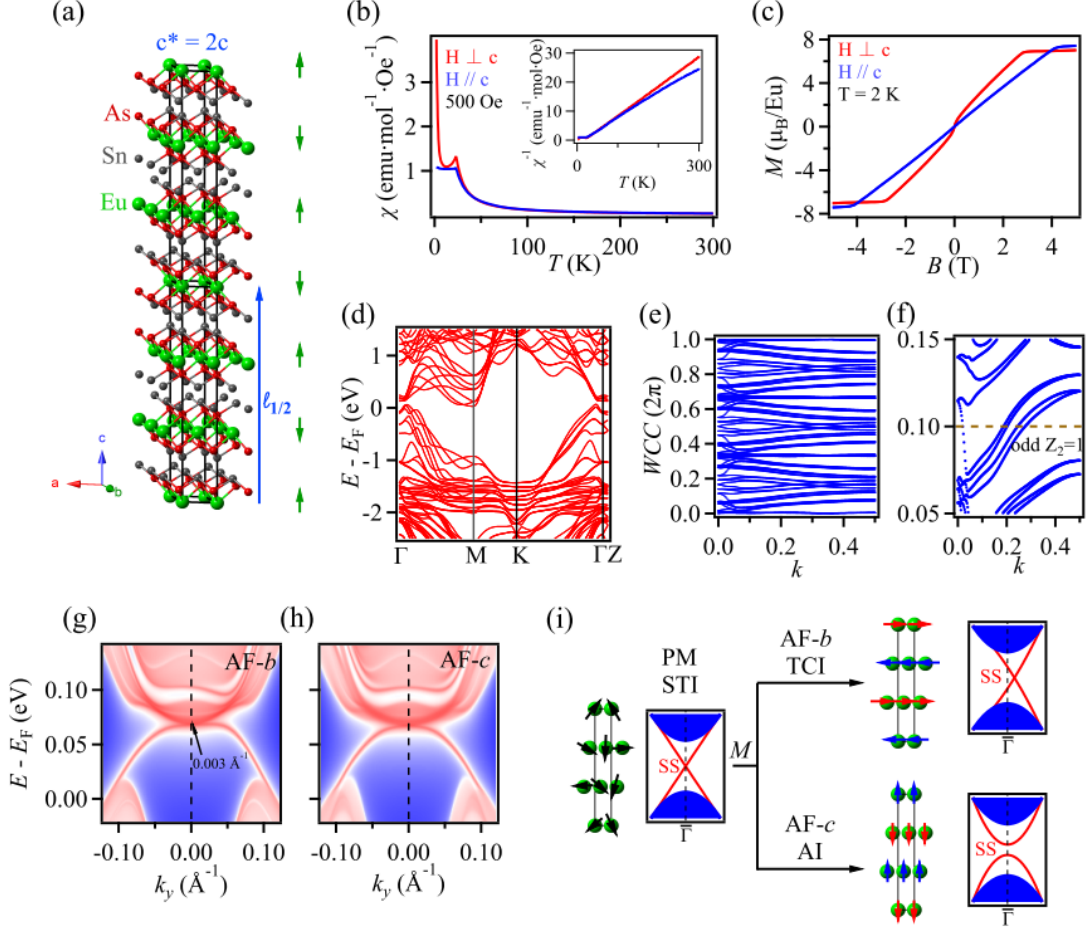 (a)
c* = 2c
As
Sn
Eu
ℓ1/2
c
a
b
(b)
χ (emu·mol-1·Oe-1)
3
2
1
0
H ⊥ c
H // c
500 Oe
χ-1 (emu-1·mol·Oe)
30
20
10
0
0
300
T (K)
0
100
200
300
T (K)
(c)
M (μB/Eu)
8
4
0
-4
-8
H ⊥ c
H // c
T = 2 K
-4
-2
0
2
4
B (T)
(d)
E - EF (eV)
1
0
-1
-2
Γ
M
K
ΓZ
(e)
WCC (2π)
1.0
0.8
0.6
0.4
0.2
0.0
0.0
0.2
0.4
k
(f)
0.15
0.10
0.05
odd Z2=1
0.0
0.2
0.4
k
(g)
E - EF (eV)
0.10
0.05
0.00
AF-b
0.003 Å-1
-0.10
0.00
0.10
ky (Å-1)
(h)
AF-c
-0.10
0.00
0.10
ky (Å-1)
(i)
PM
STI
SS
Γ̄
M
AF-b
TCI
SS
Γ̄
AF-c
AI
SS
Γ̄